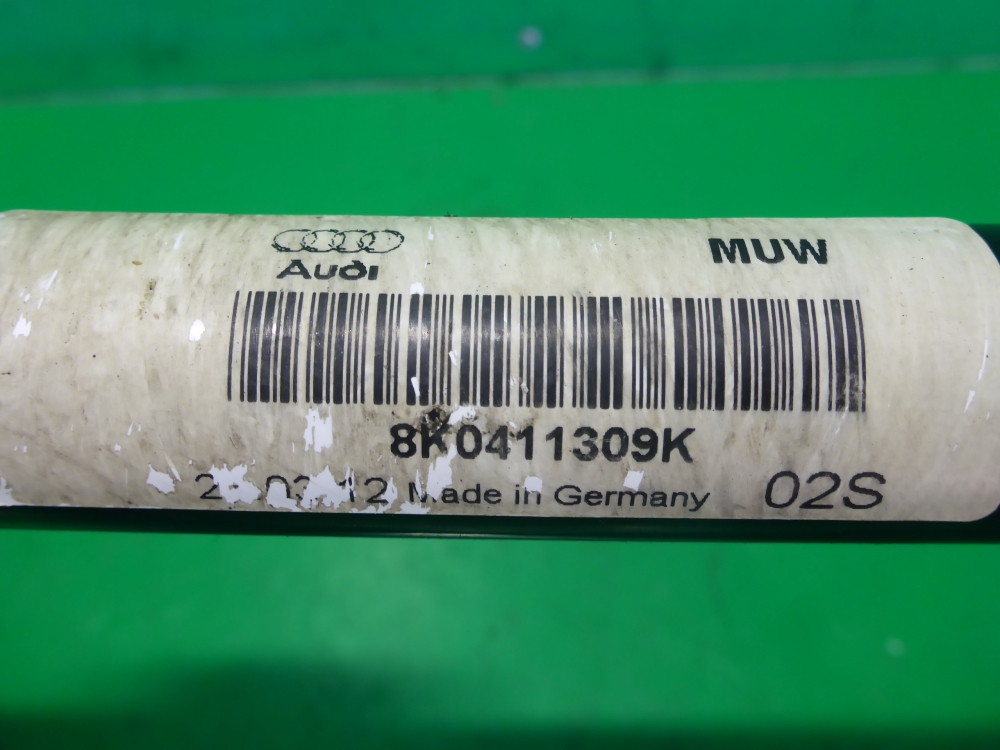 Audi
MUW
8K0411309K
Made in Germany 02S